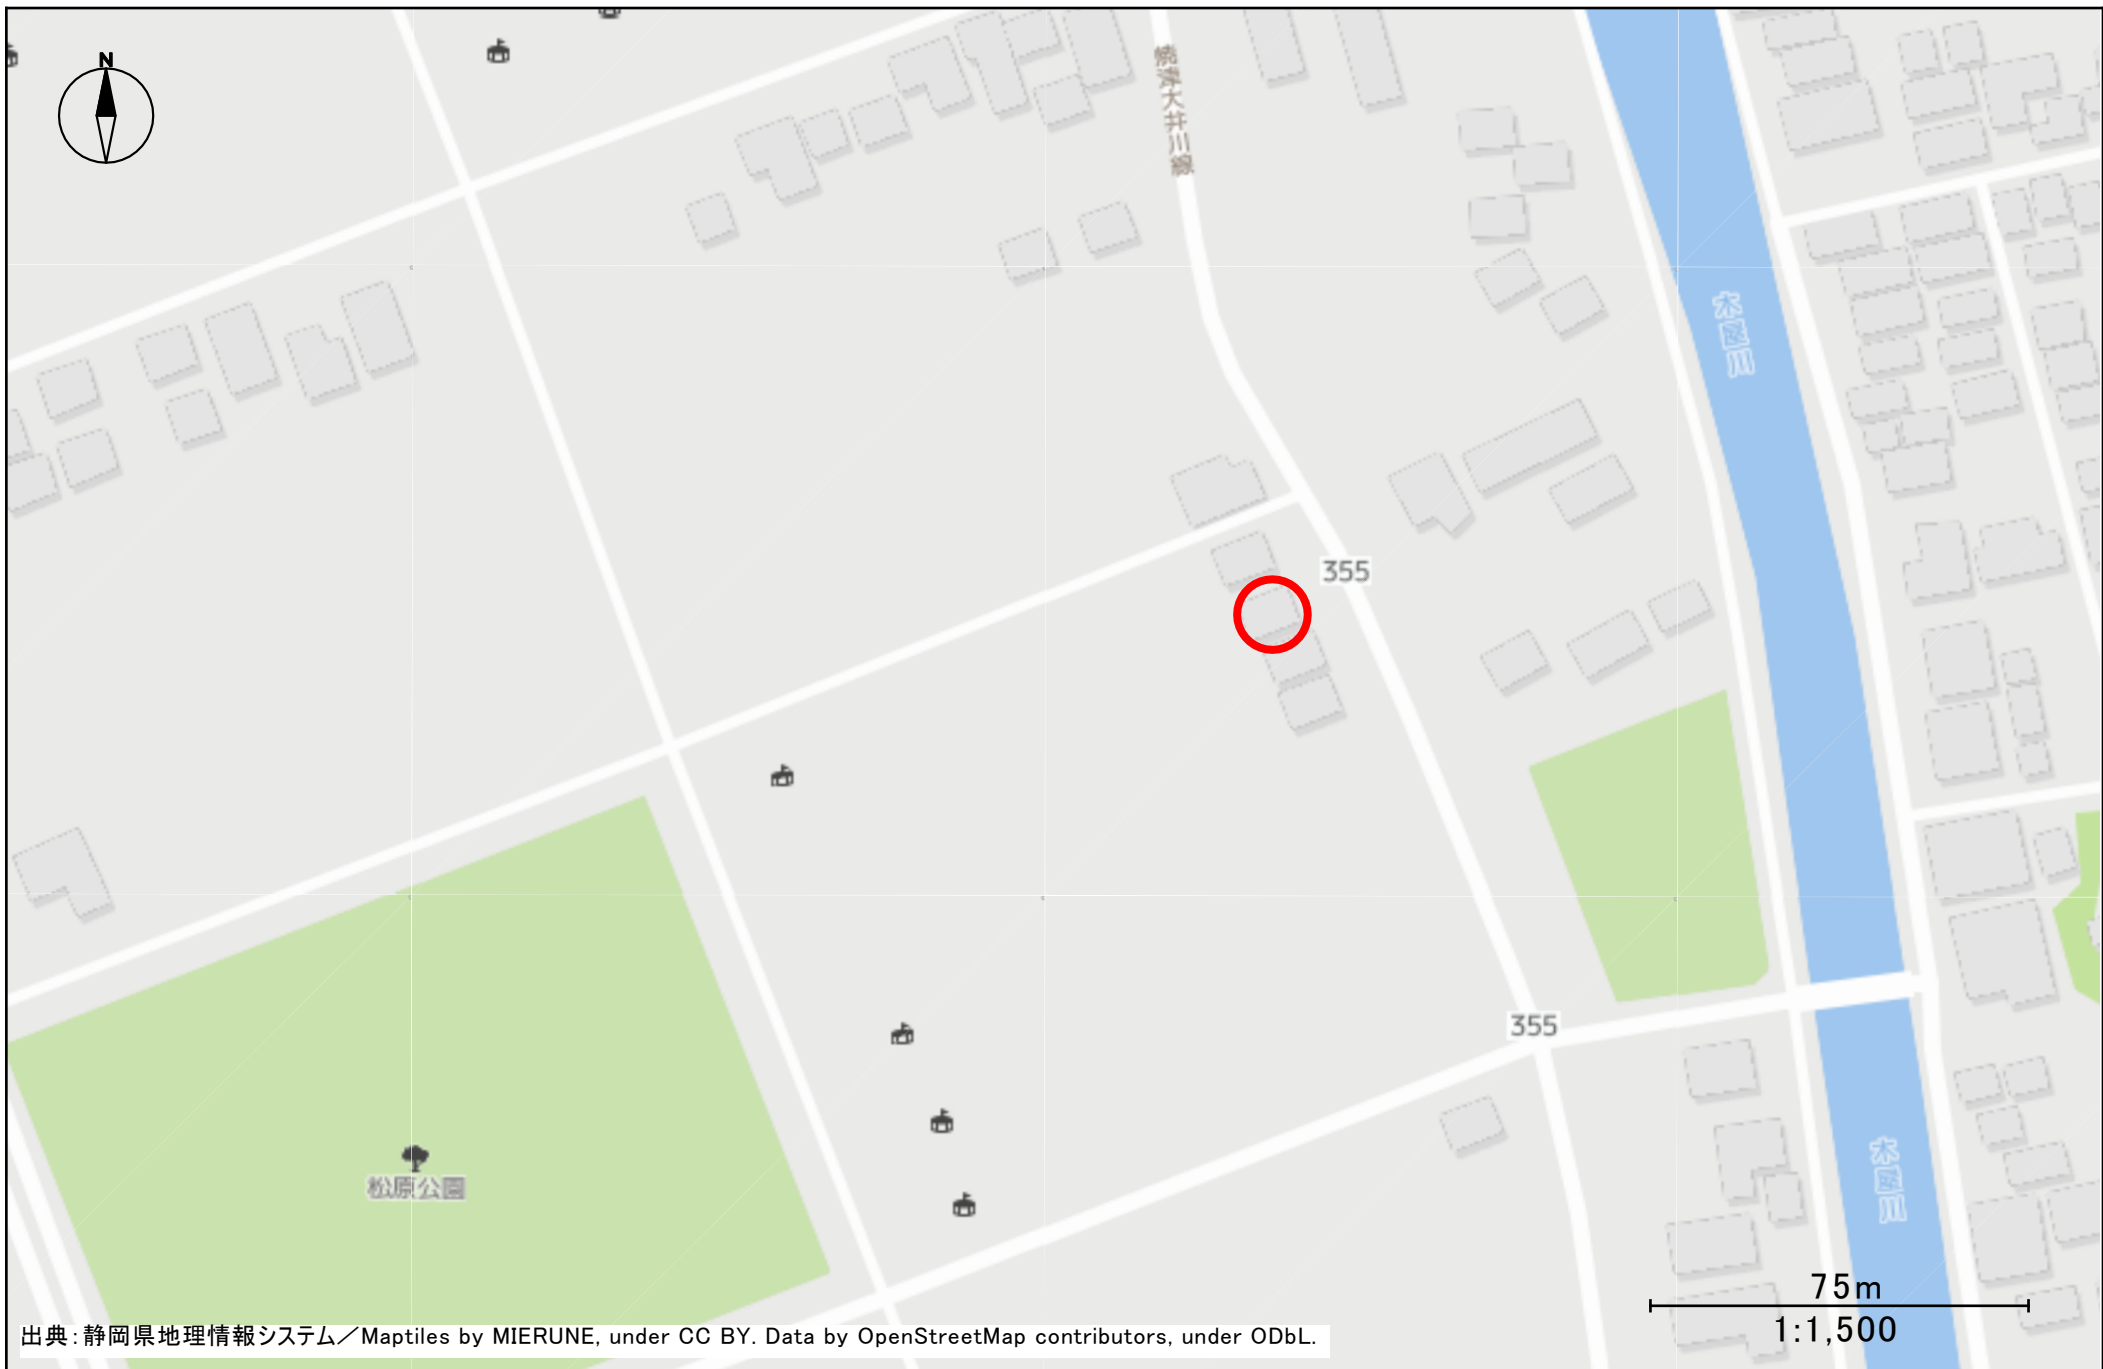 N
焼津大井川線
木屋川
355
355
松原公園
木屋川
75m
1:1,500
出典:静岡県地理情報システム/Maptiles by MIERUNE, under CC BY. Data by OpenStreetMap contributors, under ODbL.